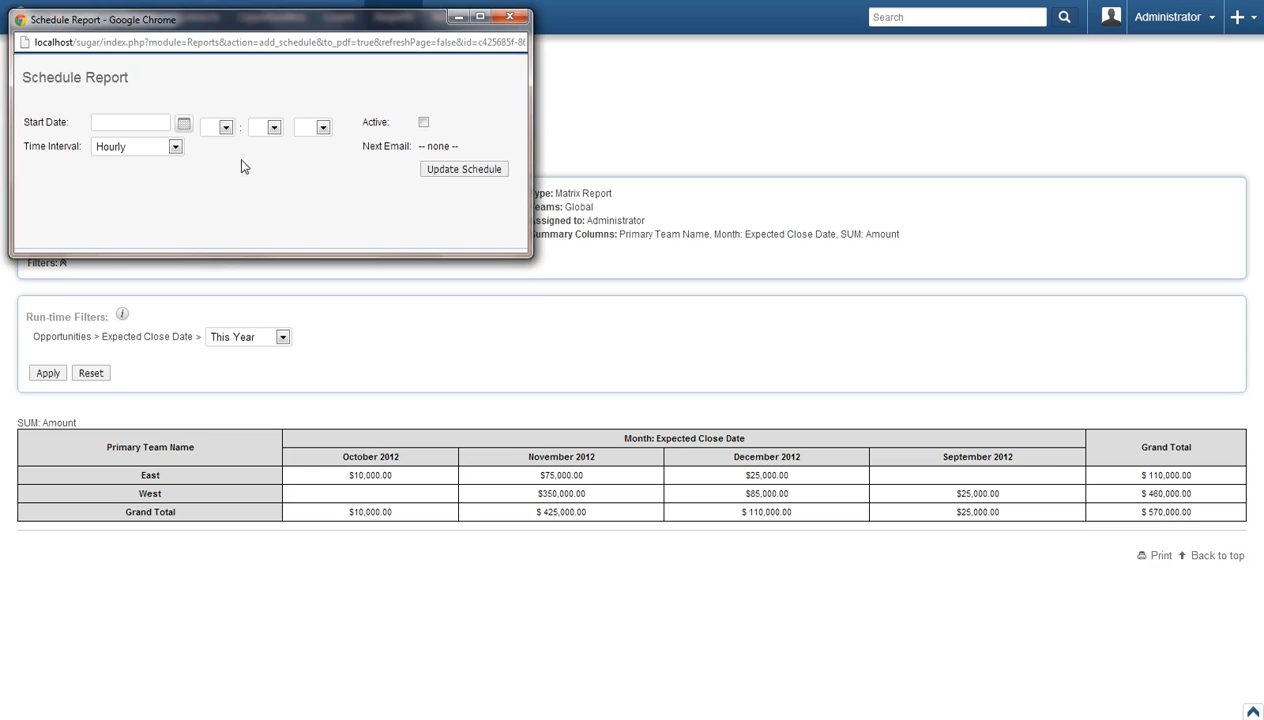 Schedule Report - Google Chrome
localhost/sugar/index.php?module=Reports&action=add_schedule&to_pdf=true&refreshPage=false&id=c425685f-86
Search
Administrator
Schedule Report
Start Date:
:
Active:
Time Interval: Hourly
Next Email: -- none --
Update Schedule
Type: Matrix Report
Teams: Global
Assigned to: Administrator
Summary Columns: Primary Team Name, Month: Expected Close Date, SUM: Amount
Filters:
Run-time Filters: i
Opportunities > Expected Close Date > This Year
Apply Reset
SUM: Amount
Primary Team Name Month: Expected Close Date Grand Total
October 2012 November 2012 December 2012 September 2012
East $10,000.00 $75,000.00 $25,000.00 $ 110,000.00
West $350,000.00 $85,000.00 $25,000.00 $ 460,000.00
Grand Total $10,000.00 $ 425,000.00 $ 110,000.00 $25,000.00 $ 570,000.00
Print Back to top